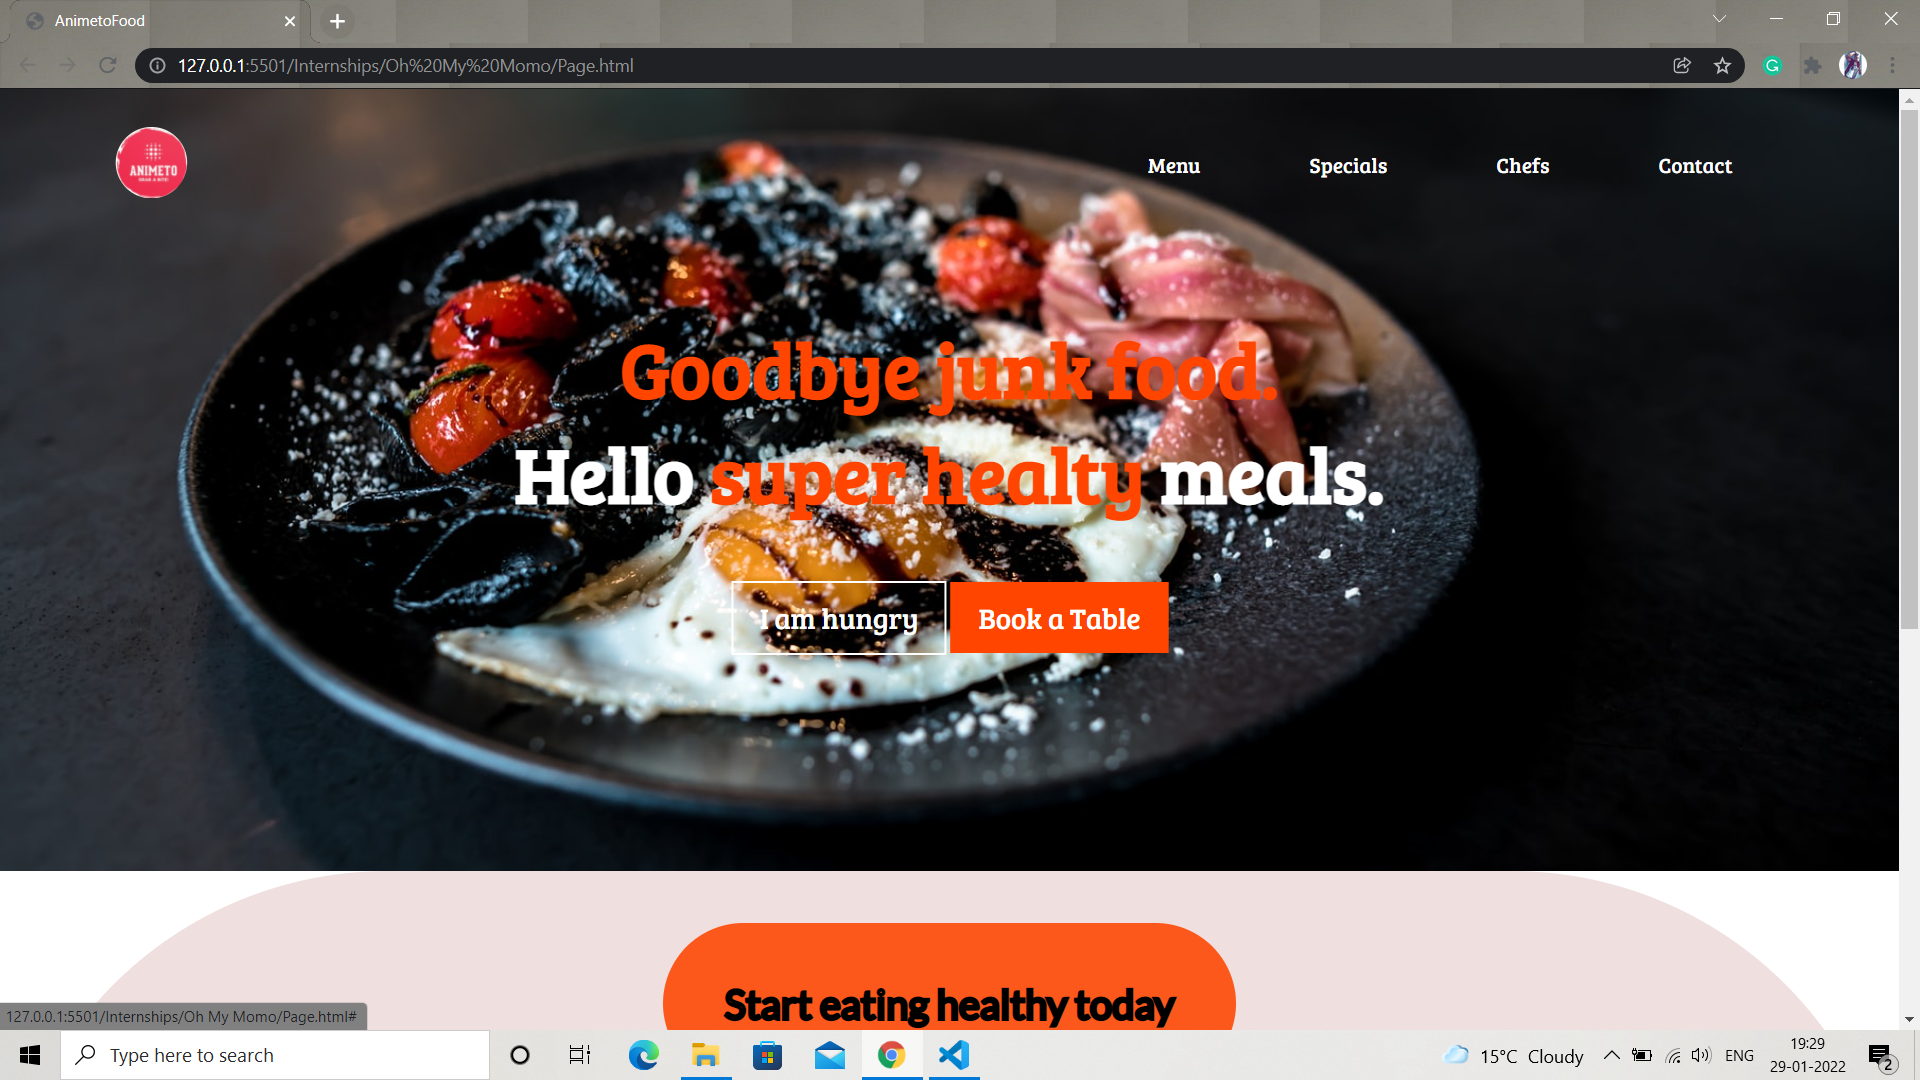 AnimetoFood
127.0.0.1:5501/Internships/Oh%20My%20Momo/Page.html
ANIMETO
GRAB A BITE!
Menu Specials Chefs Contact
Goodbye junk food.
Hello super healty meals.
I am hungry Book a Table
Start eating healthy today
127.0.0.1:5501/Internships/Oh My Momo/Page.html#
Type here to search
15°C Cloudy
ENG
19:29
29-01-2022
2